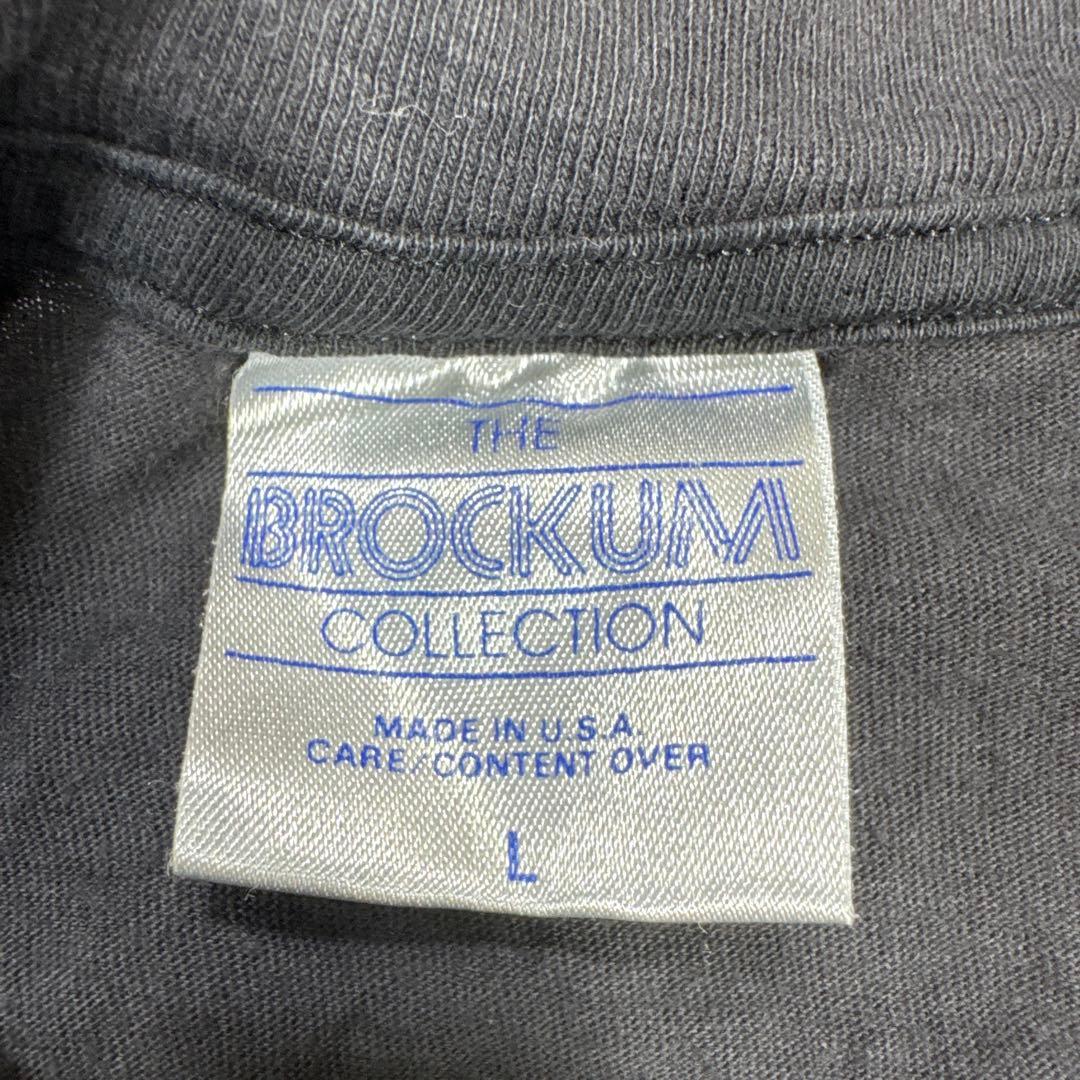 THE
BROCKUM
COLLECTION
MADE IN U.S.A.
CARE/CONTENT OVER
L